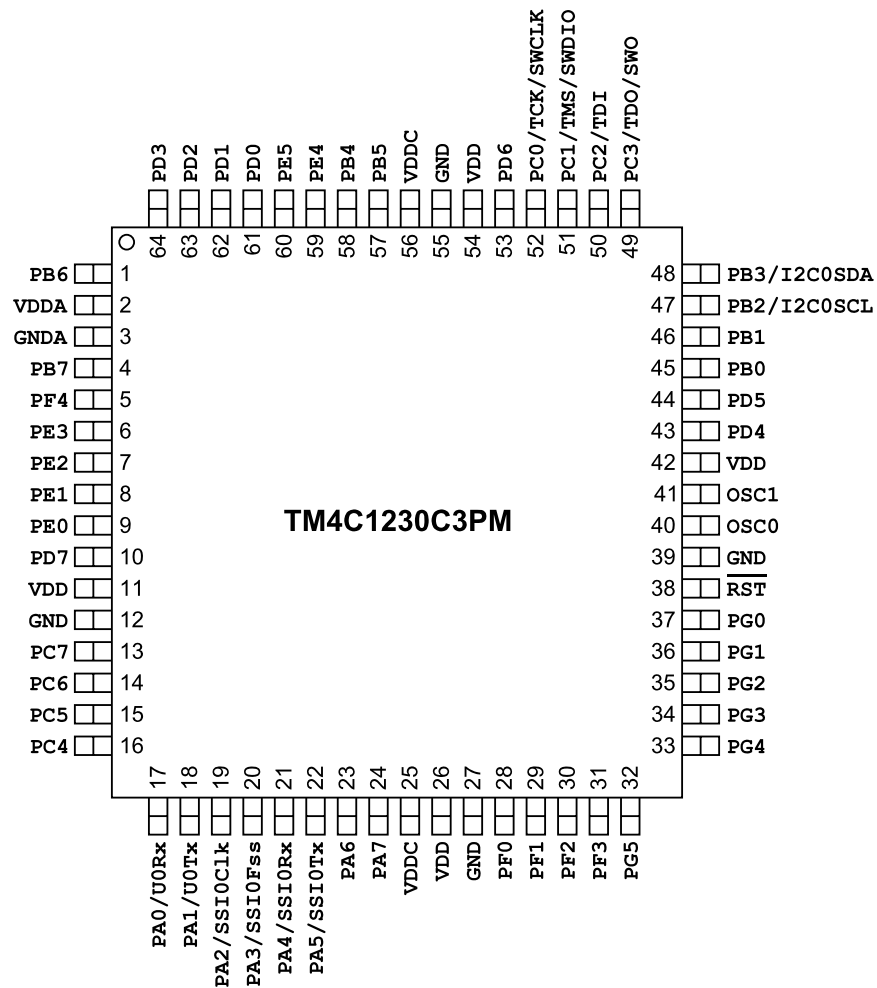 PD3
PD2
PD1
PD0
PE5
PE4
PB4
PB5
VDDC
GND
VDD
PD6
PC0/TCK/SWCLK
PC1/TMS/SWDIO
PC2/TDI
PC3/TDO/SWO
64
63
62
61
60
59
58
57
56
55
54
53
52
51
50
49
PB6 1
VDDA 2
GNDA 3
PB7 4
PF4 5
PE3 6
PE2 7
PE1 8
PE0 9
PD7 10
VDD 11
GND 12
PC7 13
PC6 14
PC5 15
PC4 16
TM4C1230C3PM
48 PB3/I2C0SDA
47 PB2/I2C0SCL
46 PB1
45 PB0
44 PD5
43 PD4
42 VDD
41 OSC1
40 OSC0
39 GND
38 RST
37 PG0
36 PG1
35 PG2
34 PG3
33 PG4
17
18
19
20
21
22
23
24
25
26
27
28
29
30
31
32
PA0/U0Rx
PA1/U0Tx
PA2/SSI0Clk
PA3/SSI0Fss
PA4/SSI0Rx
PA5/SSI0Tx
PA6
PA7
VDDC
VDD
GND
PF0
PF1
PF2
PF3
PG5